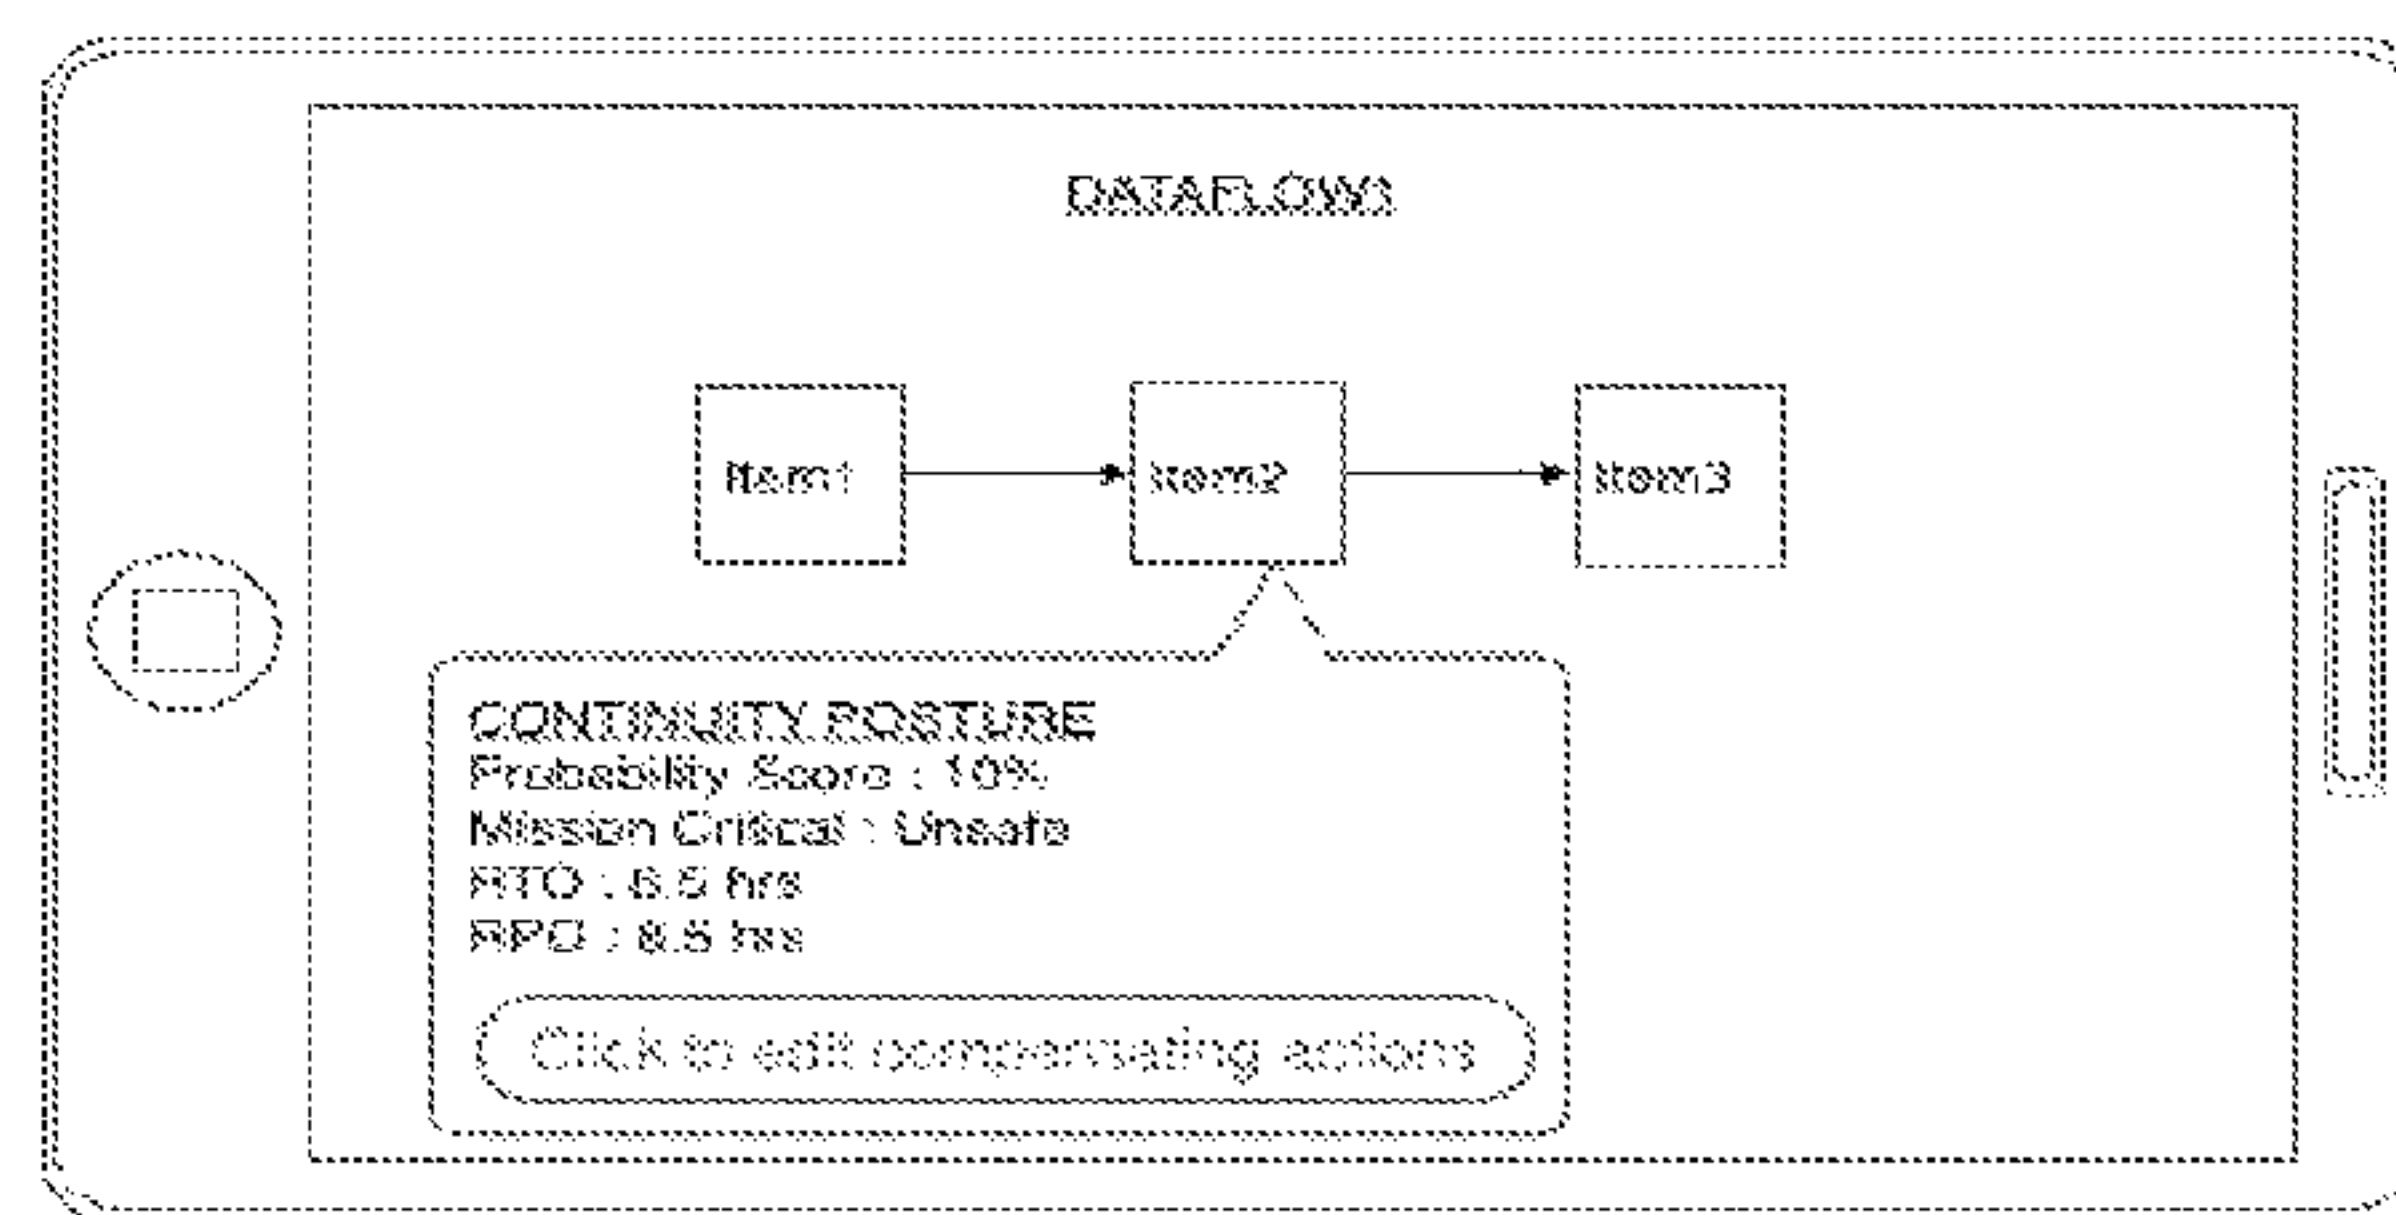 DATAFLOWS
Item1
Item2
Item3
CONTINUITY POSTURE
Probability Score : 10%
Mission Critical : Unsafe
RTO : 6.5 hrs
RPO : 8.5 hrs
Click to edit compensating actions